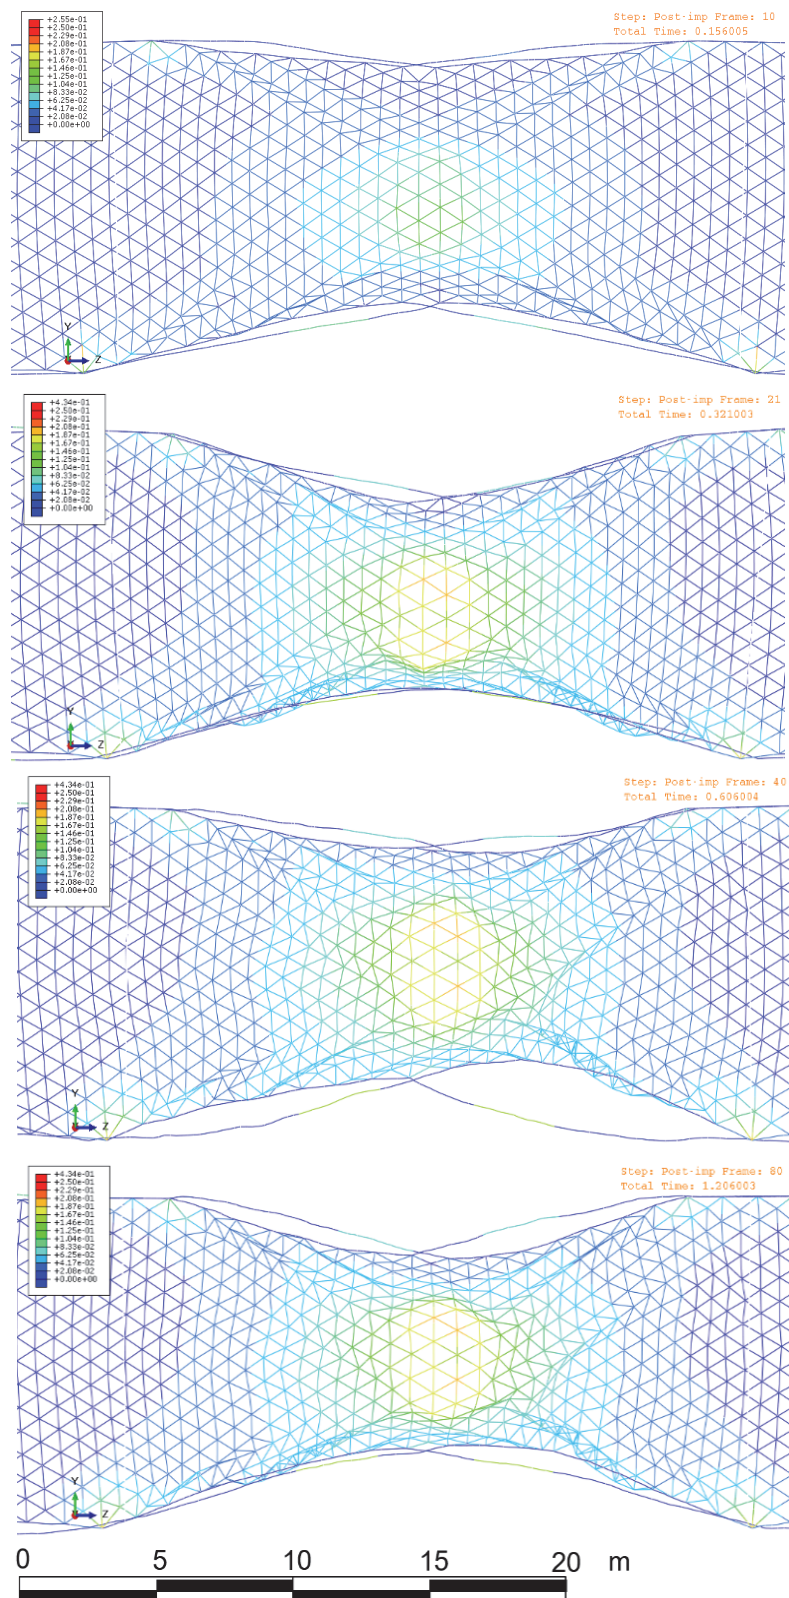 +2.55e-01
+2.50e-01
+2.29e-01
+2.08e-01
+1.87e-01
+1.67e-01
+1.46e-01
+1.25e-01
+1.04e-01
+8.33e-02
+6.25e-02
+4.17e-02
+2.08e-02
+0.00e+00
Step: Post-imp Frame: 10
Total Time: 0.156005
Y
Z
+4.34e-01
+2.50e-01
+2.29e-01
+2.08e-01
+1.87e-01
+1.67e-01
+1.46e-01
+1.25e-01
+1.04e-01
+8.33e-02
+6.25e-02
+4.17e-02
+2.08e-02
+0.00e+00
Step: Post-imp Frame: 21
Total Time: 0.321003
Y
Z
+4.34e-01
+2.50e-01
+2.29e-01
+2.08e-01
+1.87e-01
+1.67e-01
+1.46e-01
+1.25e-01
+1.04e-01
+8.33e-02
+6.25e-02
+4.17e-02
+2.08e-02
+0.00e+00
Step: Post-imp Frame: 40
Total Time: 0.606004
Y
Z
+4.34e-01
+2.50e-01
+2.29e-01
+2.08e-01
+1.87e-01
+1.67e-01
+1.46e-01
+1.25e-01
+1.04e-01
+8.33e-02
+6.25e-02
+4.17e-02
+2.08e-02
+0.00e+00
Step: Post-imp Frame: 80
Total Time: 1.206003
Y
Z
0 5 10 15 20 m